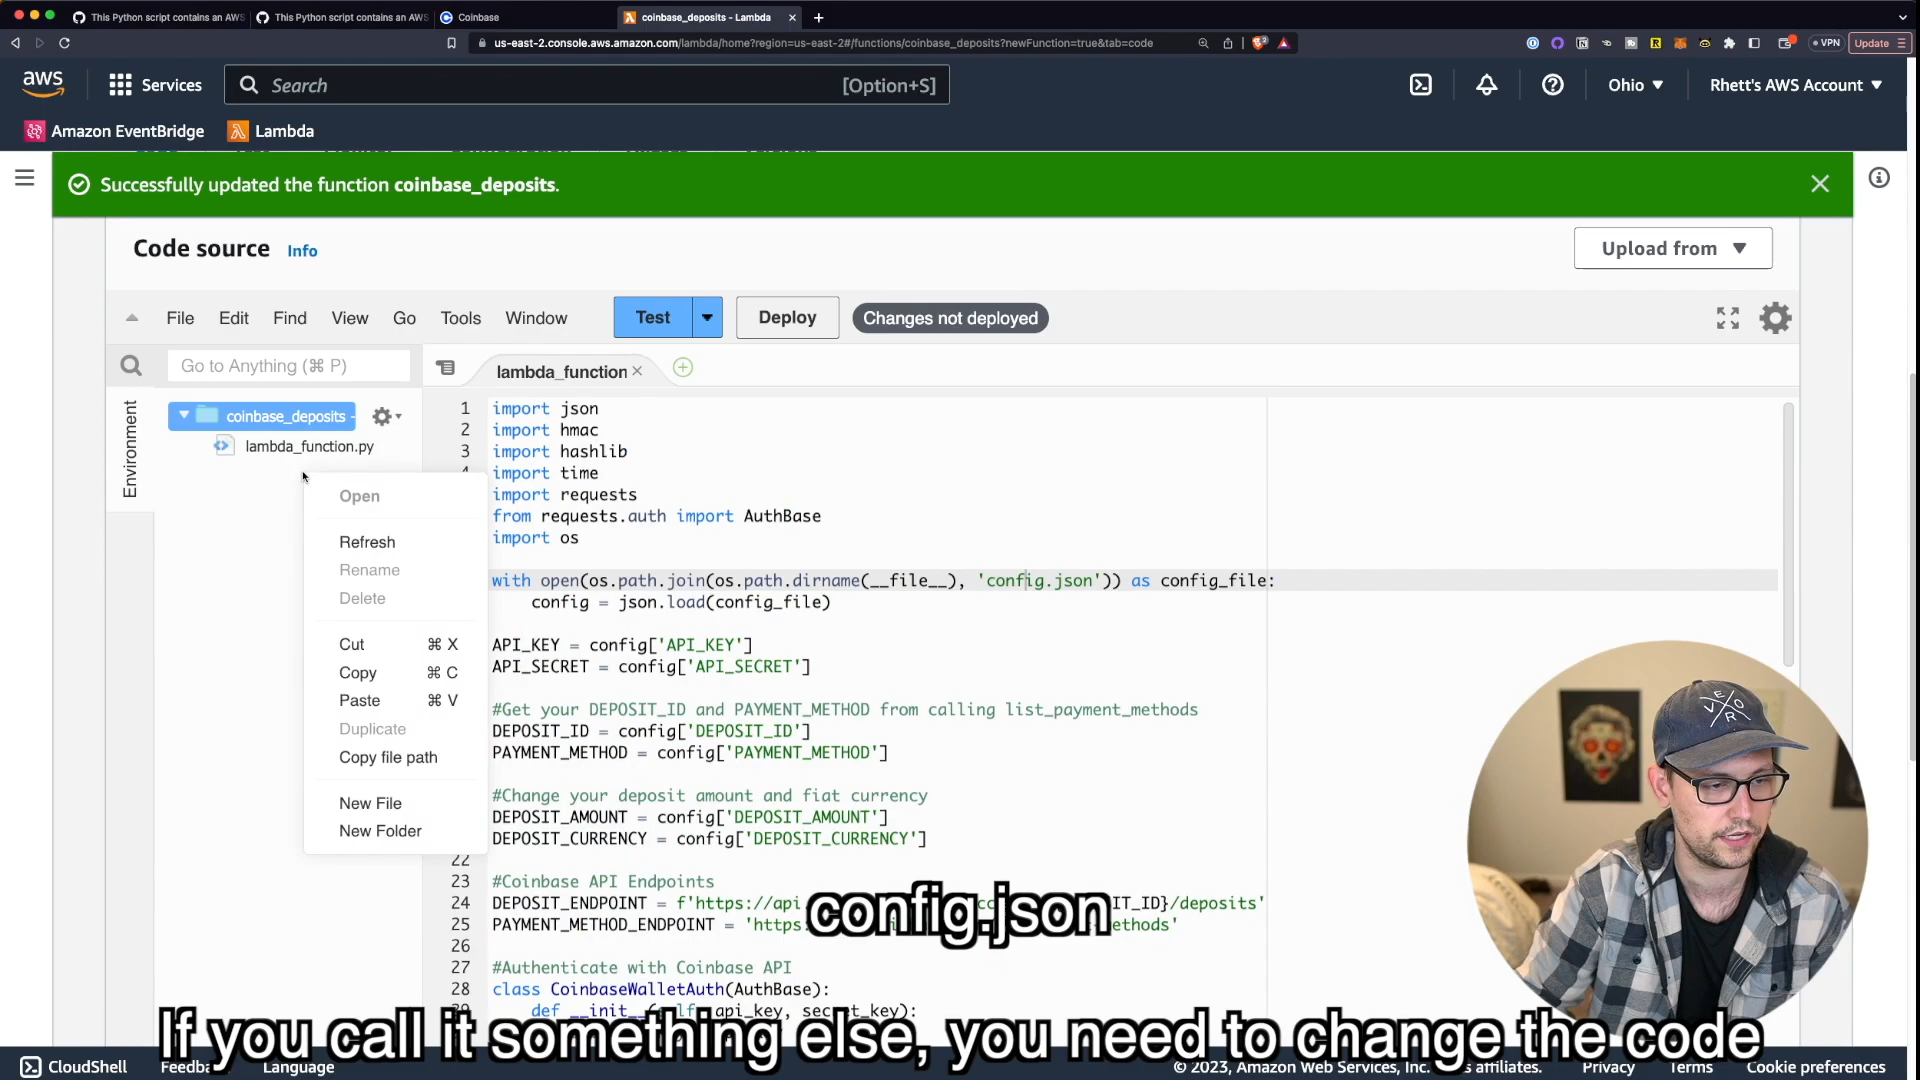 This Python script contains an AWS
This Python script contains an AWS
Coinbase
coinbase_deposits - Lambda
us-east-2.console.aws.amazon.com/lambda/home?region=us-east-2#/functions/coinbase_deposits?newFunction=true&tab=code
VPN
Update
aws
Services
Search
[Option+S]
Ohio
Rhett's AWS Account
Amazon EventBridge
Lambda
Successfully updated the function coinbase_deposits.
Code source
Info
Upload from
File
Edit
Find
View
Go
Tools
Window
Test
Deploy
Changes not deployed
Go to Anything (⌘ P)
lambda_function
Environment
coinbase_deposits -
lambda_function.py
Open
Refresh
Rename
Delete
Cut ⌘ X
Copy ⌘ C
Paste ⌘ V
Duplicate
Copy file path
New File
New Folder
1 import json
2 import hmac
3 import hashlib
import time
import requests
from requests.auth import AuthBase
import os
with open(os.path.join(os.path.dirname(__file__), 'config.json')) as config_file:
config = json.load(config_file)
API_KEY = config['API_KEY']
API_SECRET = config['API_SECRET']
#Get your DEPOSIT_ID and PAYMENT_METHOD from calling list_payment_methods
DEPOSIT_ID = config['DEPOSIT_ID']
PAYMENT_METHOD = config['PAYMENT_METHOD']
#Change your deposit amount and fiat currency
DEPOSIT_AMOUNT = config['DEPOSIT_AMOUNT']
DEPOSIT_CURRENCY = config['DEPOSIT_CURRENCY']
22
23 #Coinbase API Endpoints
24 DEPOSIT_ENDPOINT = f'https://api. IT_ID}/deposits'
25 PAYMENT_METHOD_ENDPOINT = 'https: ethods'
26
27 #Authenticate with Coinbase API
28 class CoinbaseWalletAuth(AuthBase):
def __init__(self, api_key, secret_key):
config.json
If you call it something else, you need to change the code
CloudShell
Feedba
Language
© 2023, Amazon Web Services, Inc. affiliates.
Privacy
Terms
Cookie preferences